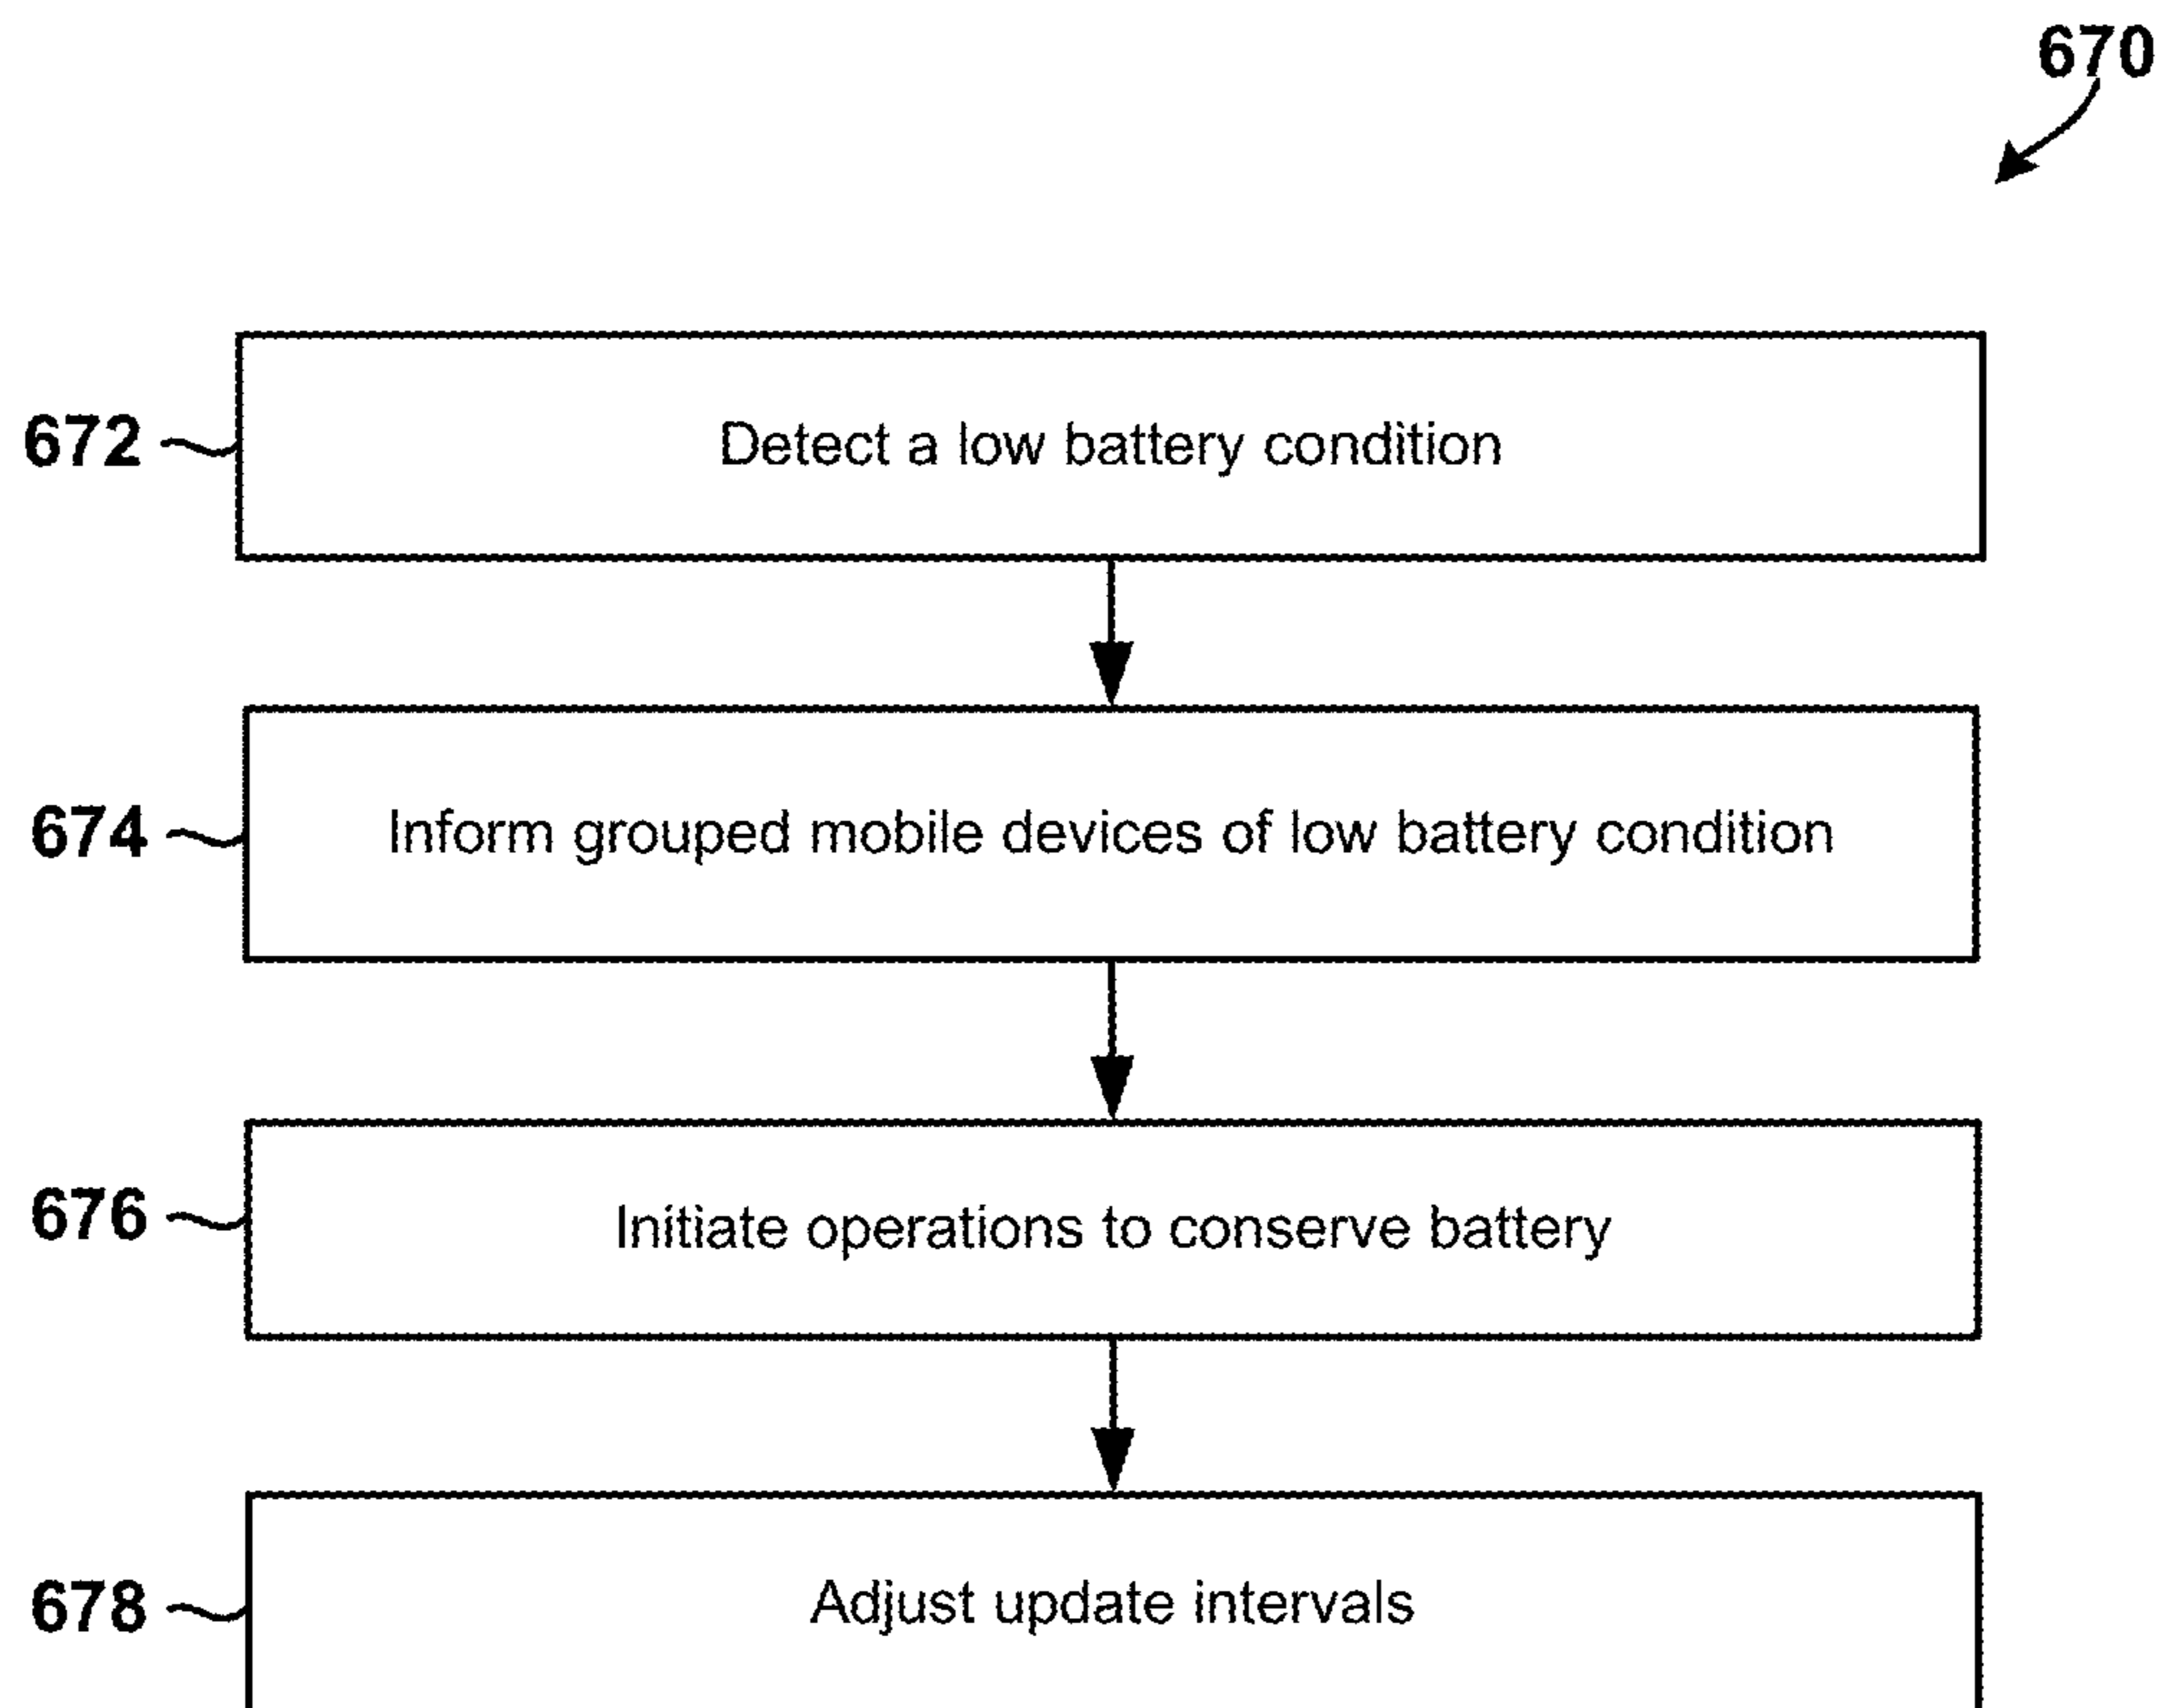 670
672 Detect a low battery condition
674 Inform grouped mobile devices of low battery condition
676 Initiate operations to conserve battery
678 Adjust update intervals